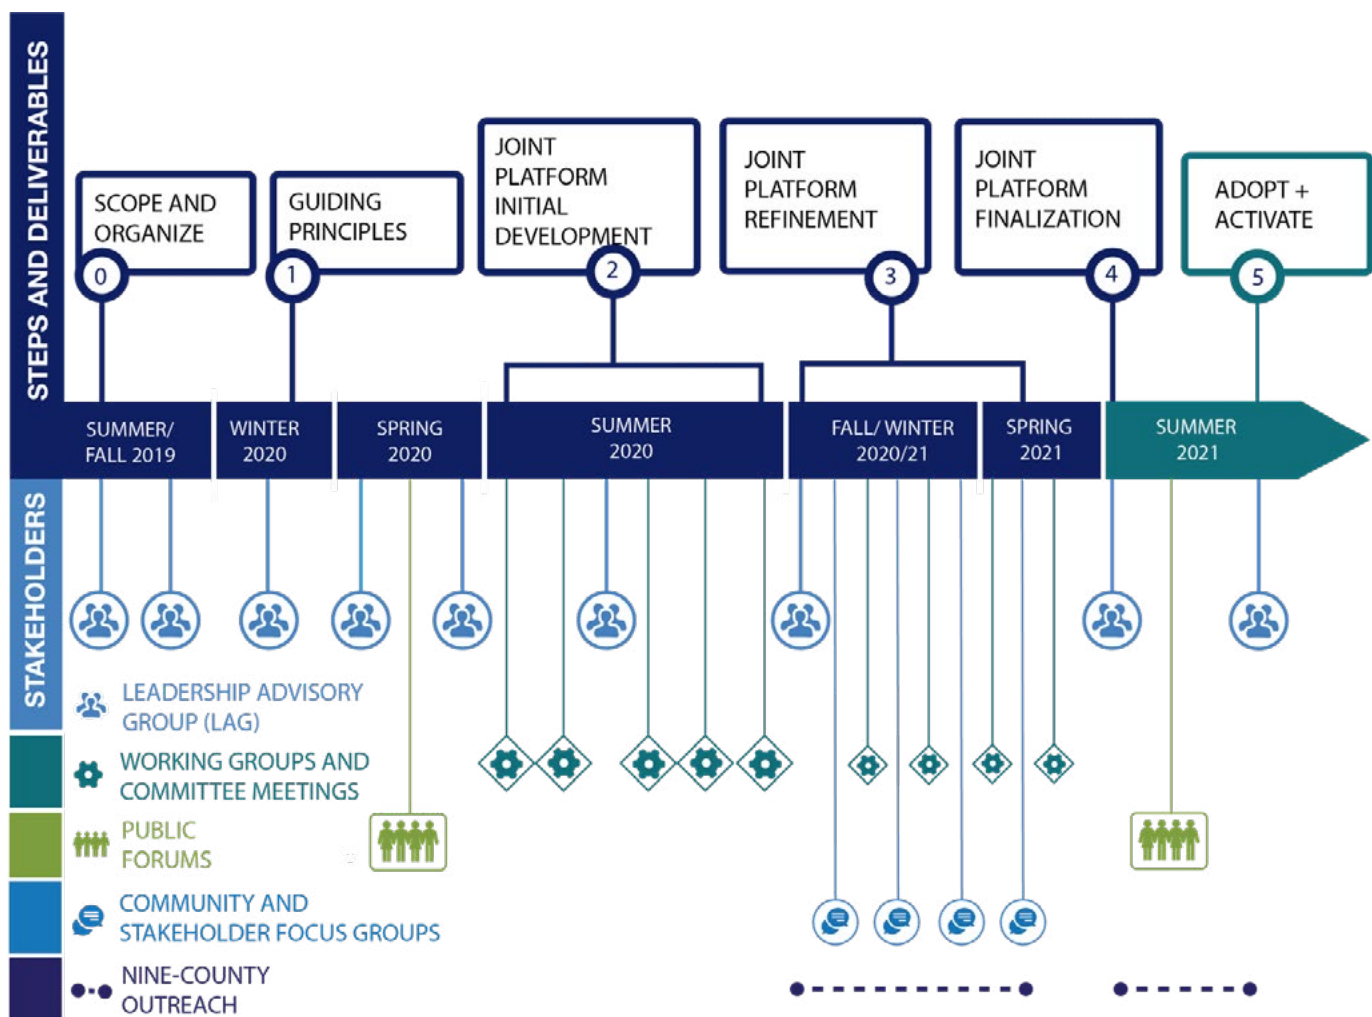 STEPS AND DELIVERABLES
SCOPE AND
ORGANIZE
0
GUIDING
PRINCIPLES
1
JOINT
PLATFORM
INITIAL
DEVELOPMENT
2
JOINT
PLATFORM
REFINEMENT
3
JOINT
PLATFORM
FINALIZATION
4
ADOPT +
ACTIVATE
5
SUMMER/
FALL 2019
WINTER
2020
SPRING
2020
SUMMER
2020
FALL/ WINTER
2020/21
SPRING
2021
SUMMER
2021
STAKEHOLDERS
LEADERSHIP ADVISORY
GROUP (LAG)
WORKING GROUPS AND
COMMITTEE MEETINGS
PUBLIC
FORUMS
COMMUNITY AND
STAKEHOLDER FOCUS GROUPS
NINE-COUNTY
OUTREACH